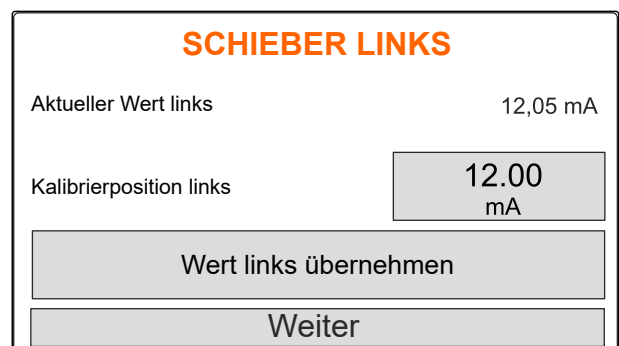 SCHIEBER LINKS
Aktueller Wert links 12,05 mA
Kalibrierposition links 12.00
mA
Wert links übernehmen
Weiter